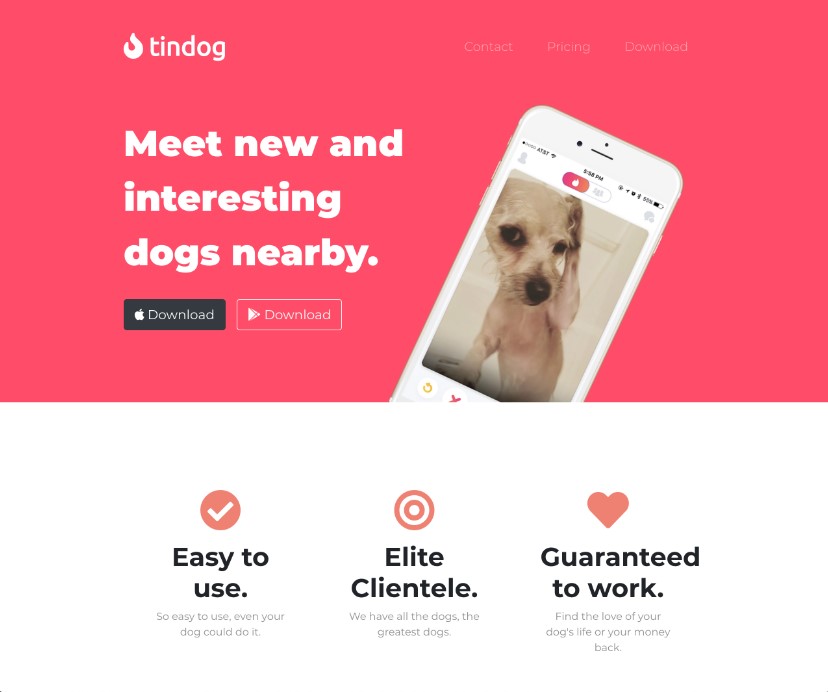 tindog
Contact Pricing Download
Meet new and
interesting
dogs nearby.
Download Download
AT&T 5:58 PM 55%
Easy to
use.
So easy to use, even your
dog could do it.
Elite
Clientele.
We have all the dogs, the
greatest dogs.
Guaranteed
to work.
Find the love of your
dog's life or your money
back.